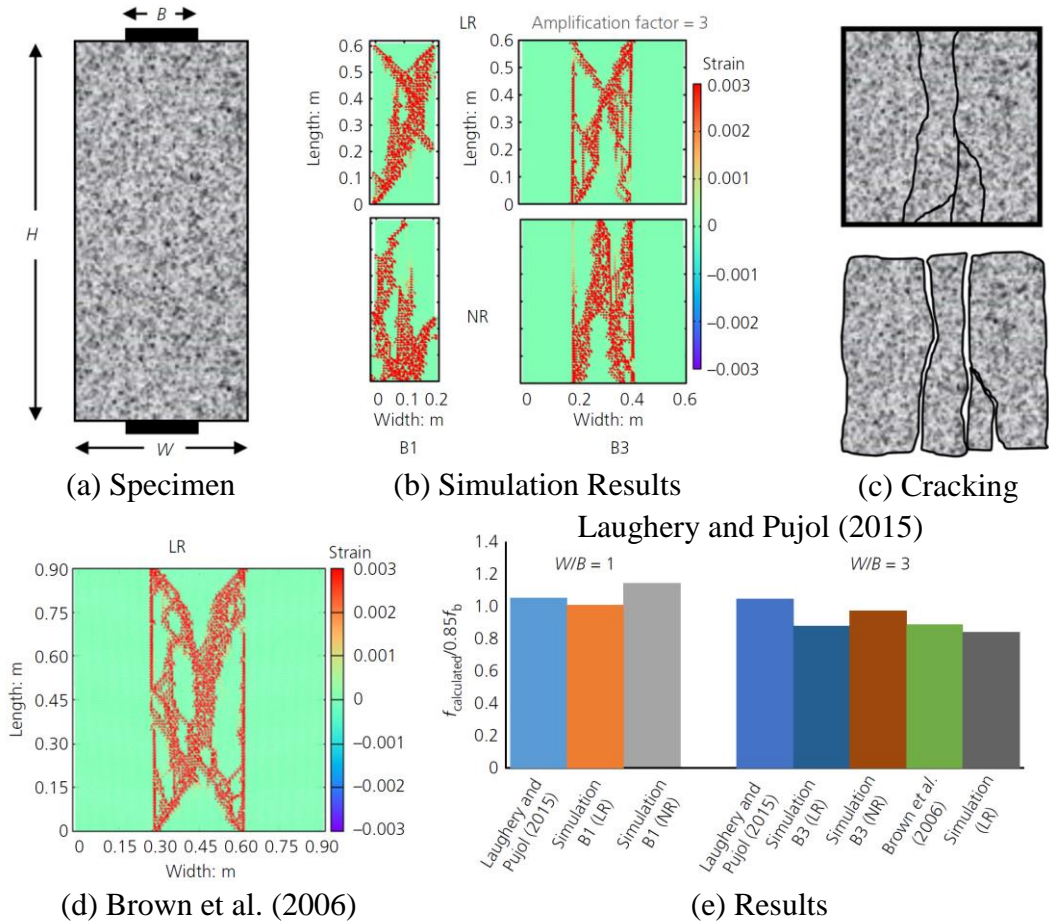 B
H
W
(a) Specimen
LR
Amplification factor = 3
Length: m
0.6
0.5
0.4
0.3
0.2
0.1
0
Strain
0.003
0.002
0.001
0
–0.001
–0.002
–0.003
NR
0 0.1 0.2
Width: m
B1
0 0.2 0.4 0.6
Width: m
B3
(b) Simulation Results
(c) Cracking
Laughery and Pujol (2015)
LR
Length: m
0.90
0.75
0.60
0.45
0.30
0.15
0
0 0.15 0.30 0.45 0.60 0.75 0.90
Width: m
Strain
0.003
0.002
0.001
0
–0.001
–0.002
–0.003
(d) Brown et al. (2006)
f calculated/0.85f b
1.4
1.2
1.0
0.8
0.6
0.4
0.2
0
W/B = 1
W/B = 3
Laughery and
Pujol (2015)
Simulation
B1 (LR)
Simulation
B1 (NR)
Laughery and
Pujol (2015)
Simulation
B3 (LR)
Simulation
B3 (NR)
Brown et al.
(2006)
Simulation
(LR)
(e) Results